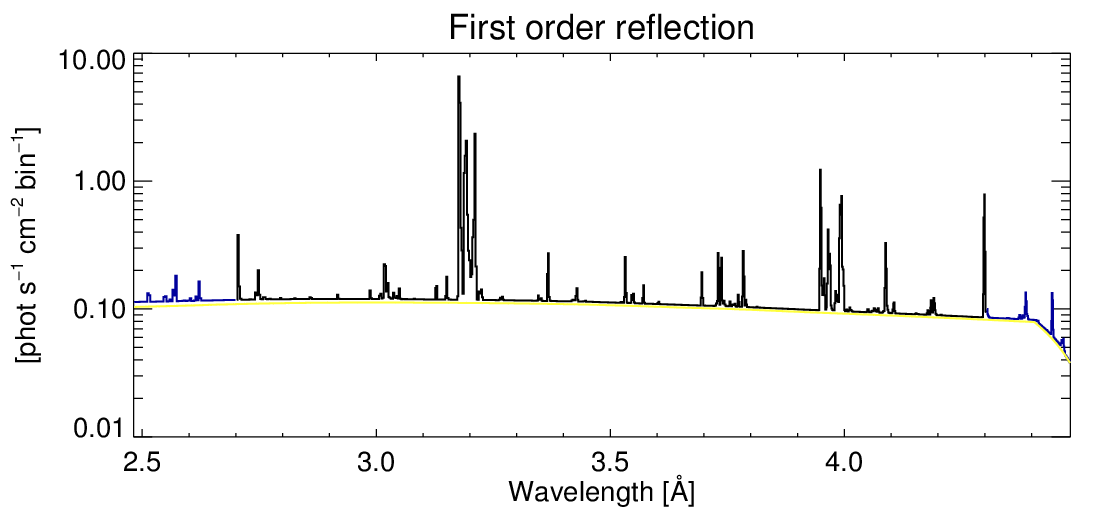 First order reflection
[phot s⁻¹ cm⁻² bin⁻¹]
10.00
1.00
0.10
0.01
2.5 3.0 3.5 4.0
Wavelength [Å]